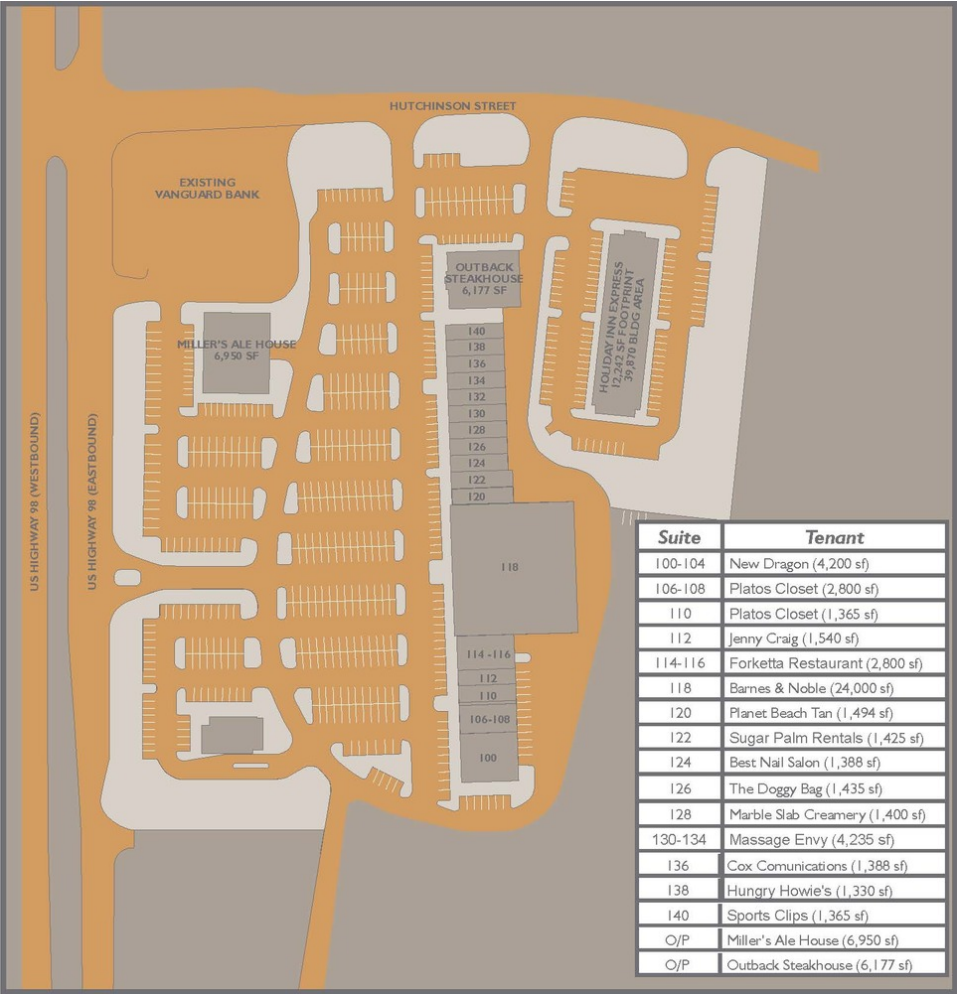 HUTCHINSON STREET
EXISTING
VANGUARD BANK
OUTBACK
STEAKHOUSE
6,177 SF
HOLIDAY INN EXPRESS
12,242 SF FOOTPRINT
39,870 BLDG AREA
MILLER'S ALE HOUSE
6,950 SF
US HIGHWAY 98 (WESTBOUND)
US HIGHWAY 98 (EASTBOUND)
140
138
136
134
132
130
128
126
124
122
120
118
114 -116
112
110
106-108
100
Suite Tenant
100-104 New Dragon (4,200 sf)
106-108 Platos Closet (2,800 sf)
110 Platos Closet (1,365 sf)
112 Jenny Craig (1,540 sf)
114-116 Forketta Restaurant (2,800 sf)
118 Barnes & Noble (24,000 sf)
120 Planet Beach Tan (1,494 sf)
122 Sugar Palm Rentals (1,425 sf)
124 Best Nail Salon (1,388 sf)
126 The Doggy Bag (1,435 sf)
128 Marble Slab Creamery (1,400 sf)
130-134 Massage Envy (4,235 sf)
136 Cox Comunications (1,388 sf)
138 Hungry Howie's (1,330 sf)
140 Sports Clips (1,365 sf)
O/P Miller's Ale House (6,950 sf)
O/P Outback Steakhouse (6,177 sf)